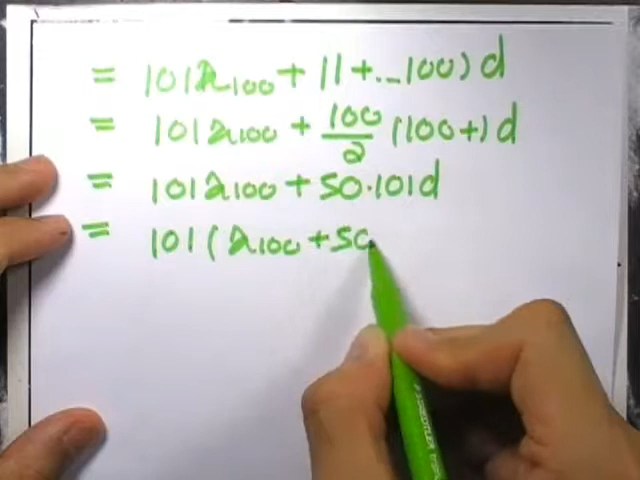 = 101a₁₀₀ + (1+...100)d
= 101a₁₀₀ + 100/2 (100+1)d
= 101a₁₀₀ + 50·101d
= 101(a₁₀₀ + 50